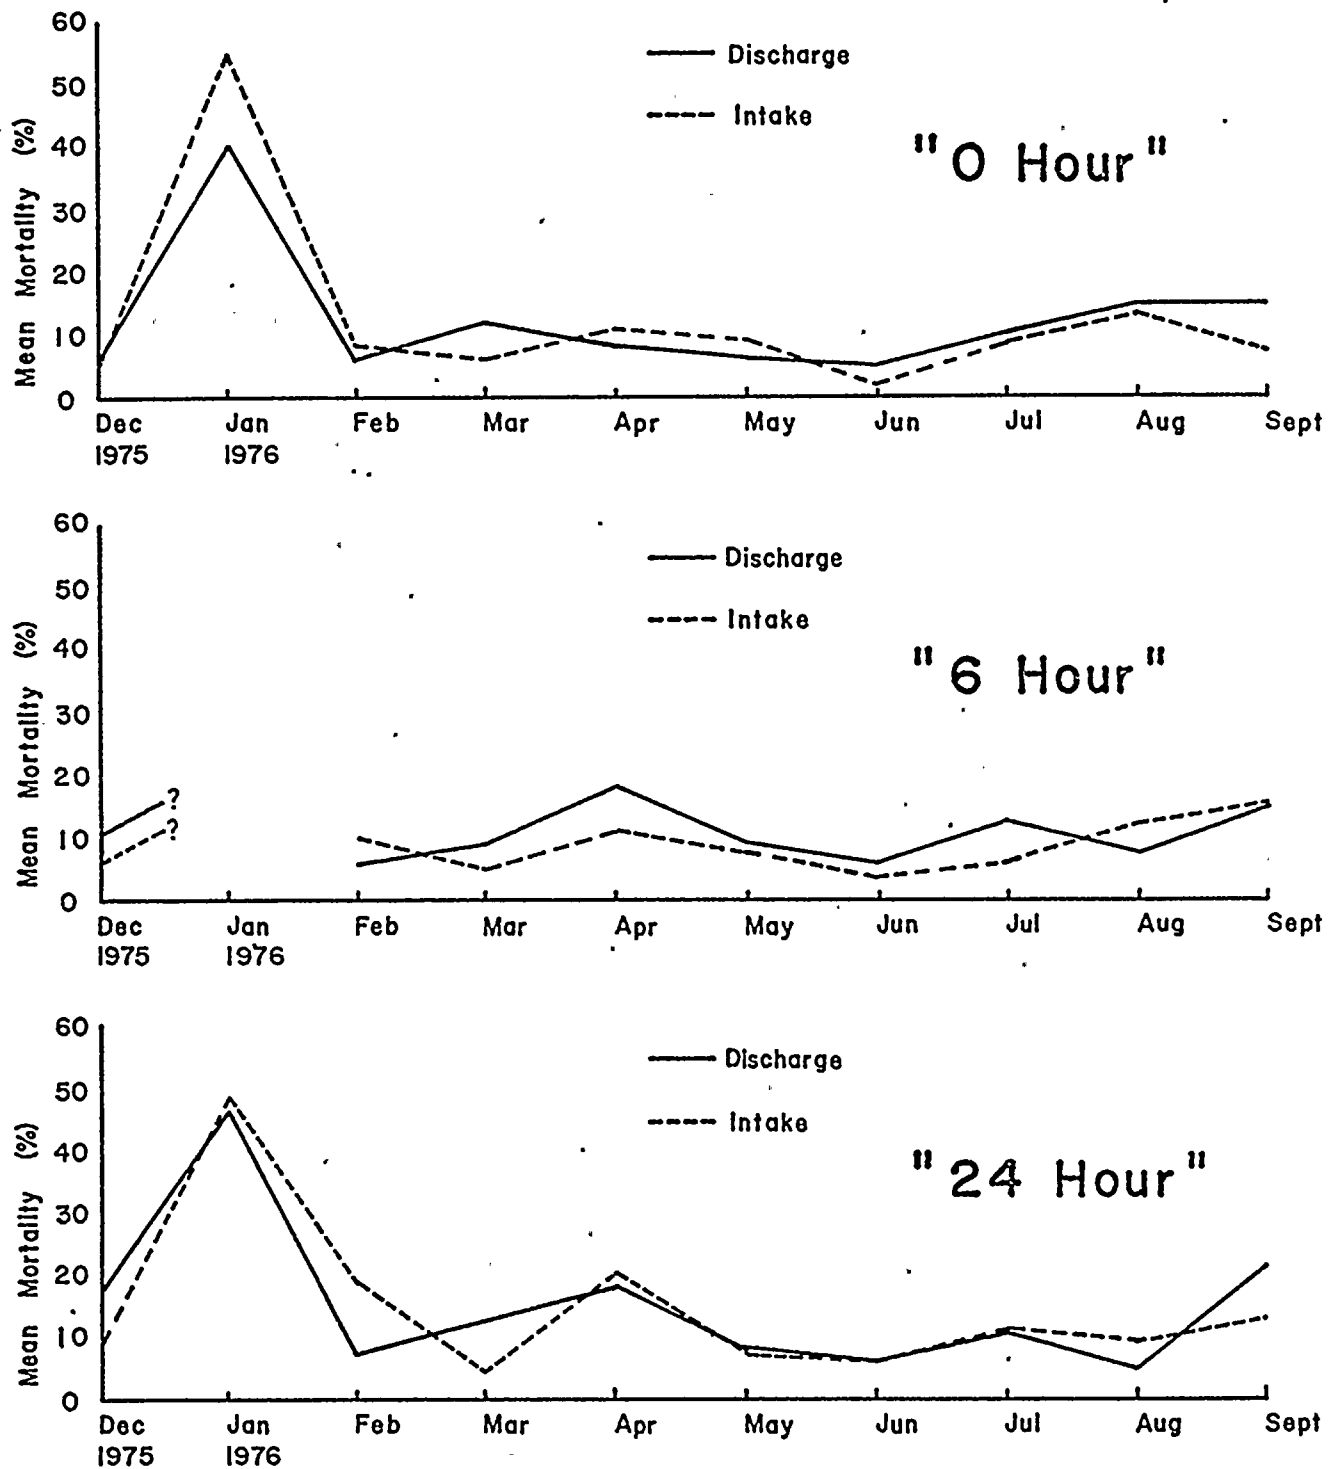 60
50
40
30
20
10
0
Mean Mortality (%)
Discharge
Intake
"0 Hour"
Dec Jan Feb Mar Apr May Jun Jul Aug Sept
1975 1976
60
50
40
30
20
10
0
Mean Mortality (%)
Discharge
Intake
"6 Hour"
?
?
Dec Jan Feb Mar Apr May Jun Jul Aug Sept
1975 1976
60
50
40
30
20
10
0
Mean Mortality (%)
Discharge
Intake
"24 Hour"
Dec Jan Feb Mar Apr May Jun Jul Aug Sept
1975 1976